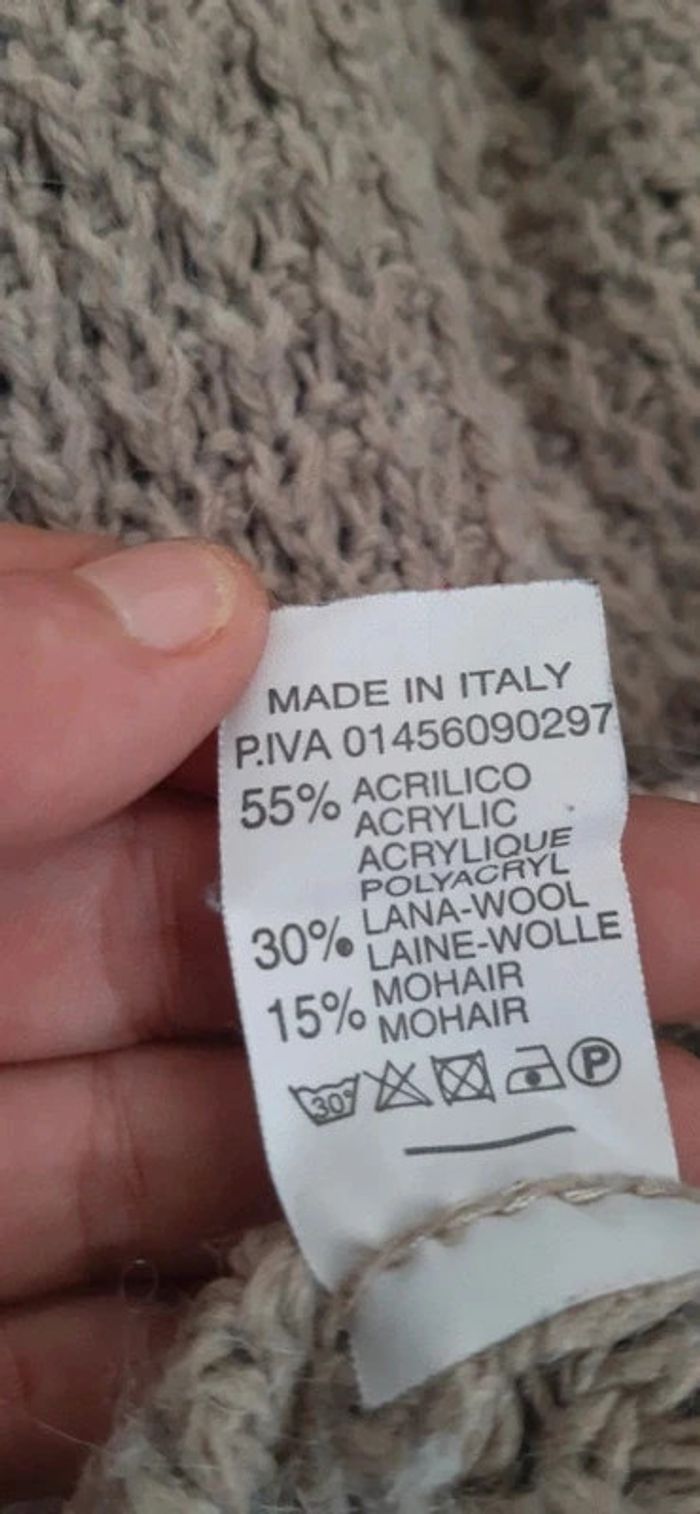 MADE IN ITALY
P.IVA 01456090297
55% ACRILICO
ACRYLIC
ACRYLIQUE
POLYACRYL
30% LANA-WOOL
LAINE-WOLLE
15% MOHAIR
MOHAIR
30° P